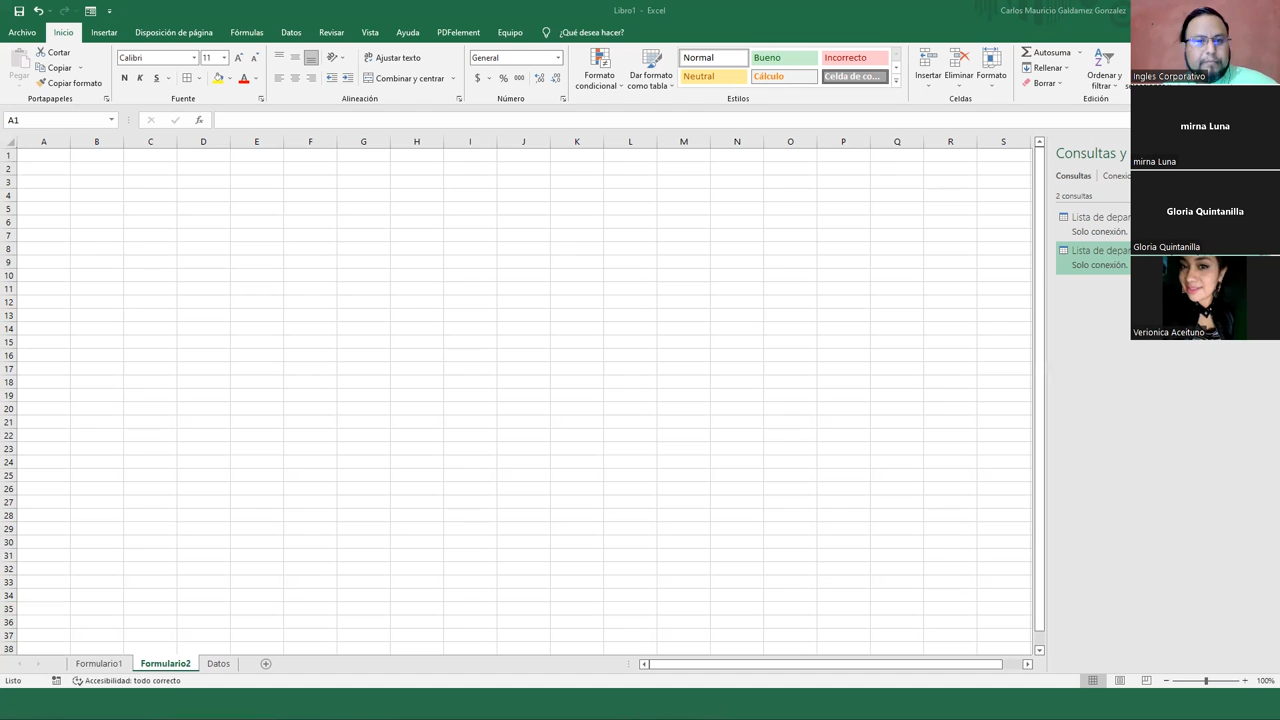 Libro1 - Excel
Carlos Mauricio Galdamez Gonzalez
Archivo Inicio Insertar Disposición de página Fórmulas Datos Revisar Vista Ayuda PDFelement Equipo ¿Qué desea hacer?
Pegar
Cortar
Copiar
Copiar formato
Portapapeles
Calibri 11
N K S
Fuente
Ajustar texto
Combinar y centrar
Alineación
General
$ % 000
Número
Formato condicional
Dar formato como tabla
Normal Bueno Incorrecto
Neutral Cálculo Celda de co...
Estilos
Insertar Eliminar Formato
Celdas
Autosuma
Rellenar
Borrar
Ordenar y filtrar
Edición
A1
fx
A B C D E F G H I J K L M N O P Q R S
1
2
3
4
5
6
7
8
9
10
11
12
13
14
15
16
17
18
19
20
21
22
23
24
25
26
27
28
29
30
31
32
33
34
35
36
37
38
Consultas y
Consultas Conexio
2 consultas
Lista de depar
Solo conexión.
Lista de depar
Solo conexión.
Ingles Corporativo
mirna Luna
mirna Luna
Gloria Quintanilla
Gloria Quintanilla
Verionica Aceituno
Formulario1 Formulario2 Datos
Listo Accesibilidad: todo correcto 100%